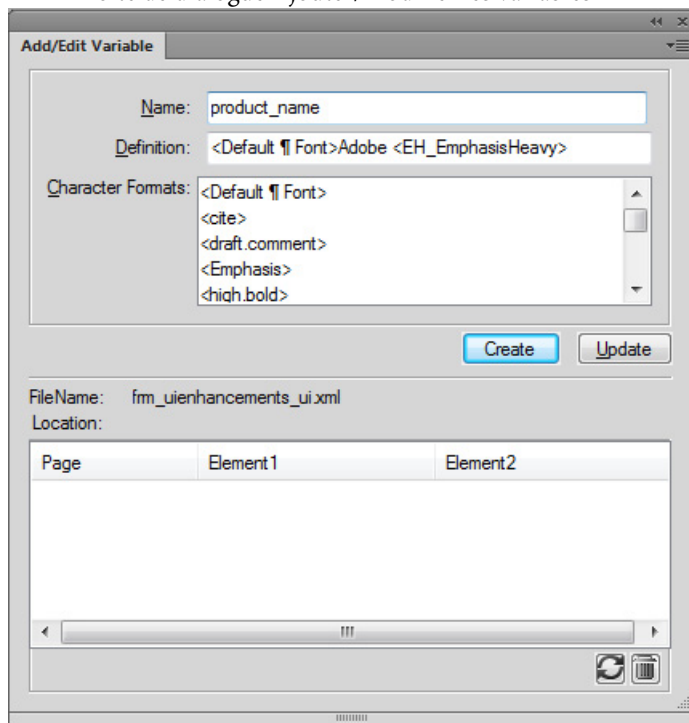 Add/Edit Variable
Name: product_name
Definition: <Default ¶ Font>Adobe <EH_EmphasisHeavy>
Character Formats: <Default ¶ Font>
<cite>
<draft.comment>
<Emphasis>
<high.bold>
Create Update
FileName: frm_uienhancements_ui.xml
Location:
Page Element1 Element2